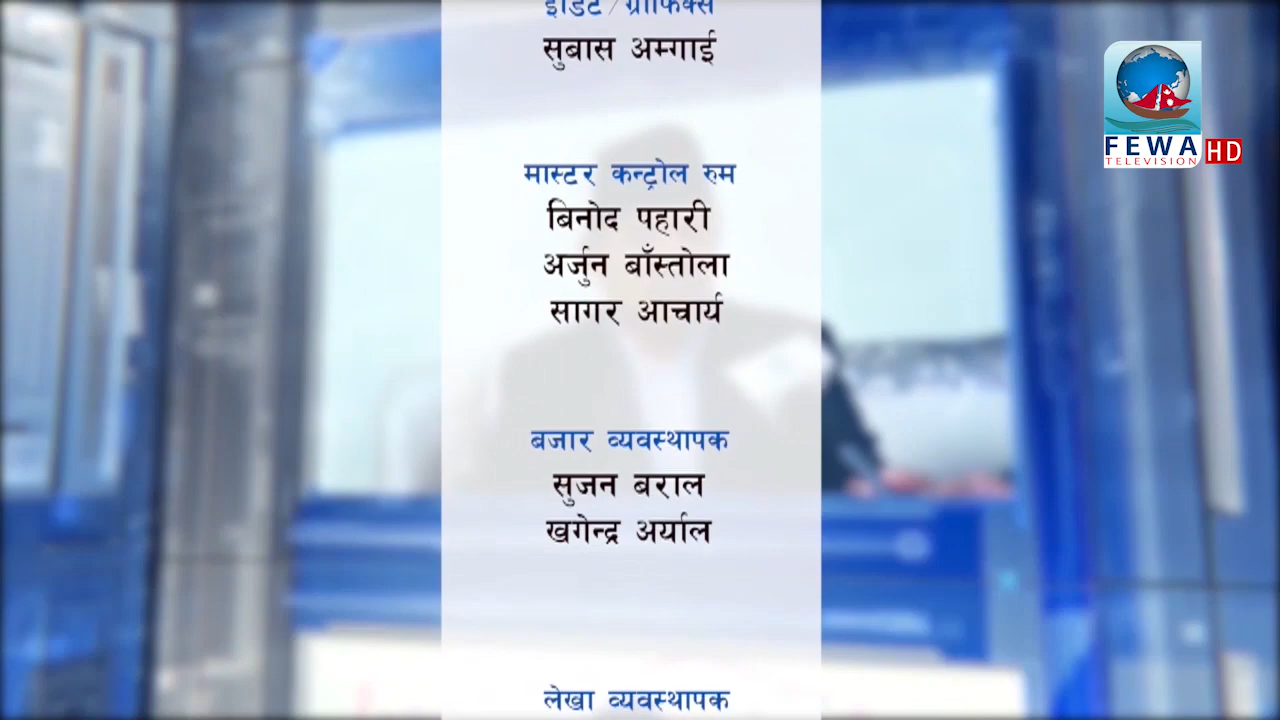 इडिट/ग्राफिक्स
सुबास अम्गाई
मास्टर कन्ट्रोल रुम
बिनोद पहारी
अर्जुन बाँस्तोला
सागर आचार्य
बजार व्यवस्थापक
सुजन बराल
खगेन्द्र अर्याल
लेखा व्यवस्थापक
FEWA HD
TELEVISION